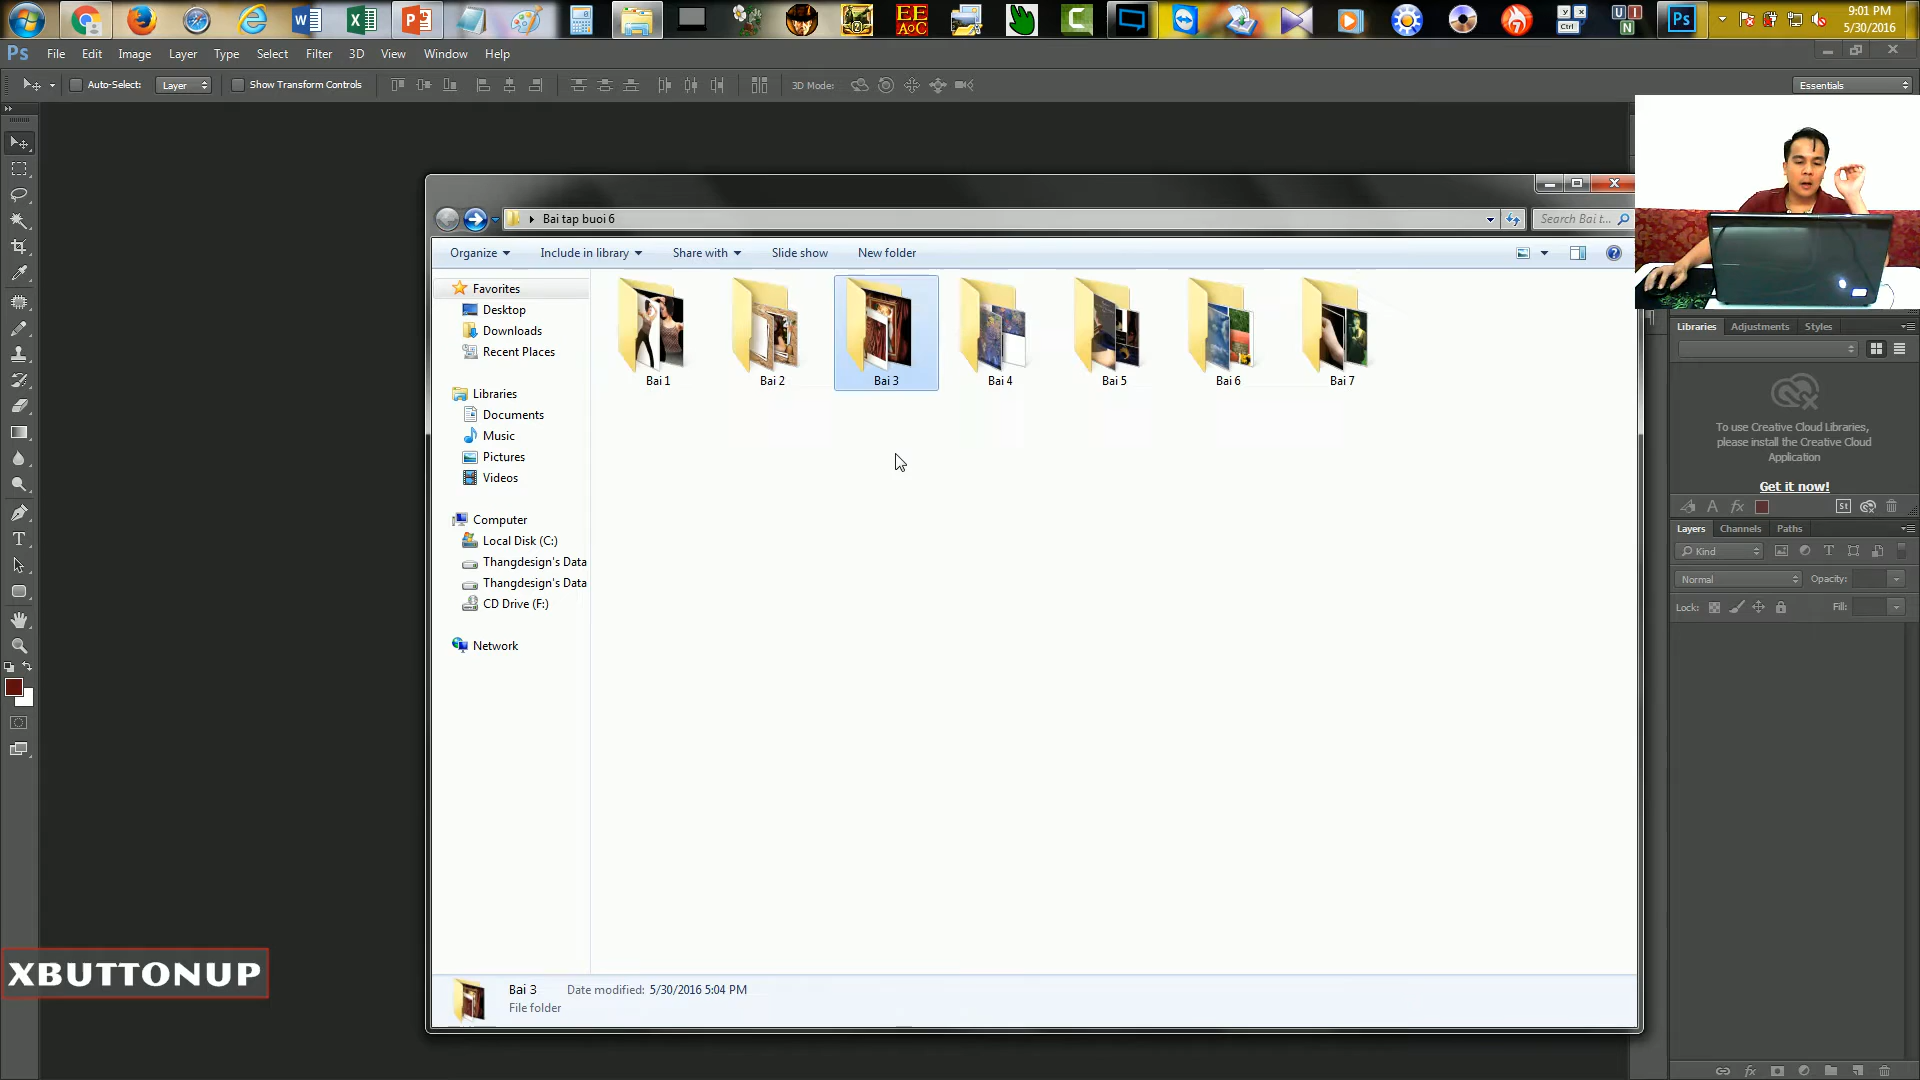 9:01 PM
5/30/2016
Ps File Edit Image Layer Type Select Filter 3D View Window Help
Auto-Select: Layer Show Transform Controls 3D Mode: Essentials
Bai tap buoi 6
Search Bai t...
Organize Include in library Share with Slide show New folder
Favorites
Desktop
Downloads
Recent Places
Libraries
Documents
Music
Pictures
Videos
Computer
Local Disk (C:)
Thangdesign's Data
Thangdesign's Data
CD Drive (F:)
Network
Bai 1 Bai 2 Bai 3 Bai 4 Bai 5 Bai 6 Bai 7
Bai 3 Date modified: 5/30/2016 5:04 PM
File folder
Libraries Adjustments Styles
To use Creative Cloud Libraries,
please install the Creative Cloud
Application
Get it now!
Layers Channels Paths
Kind
Normal Opacity:
Lock: Fill:
XBUTTONUP